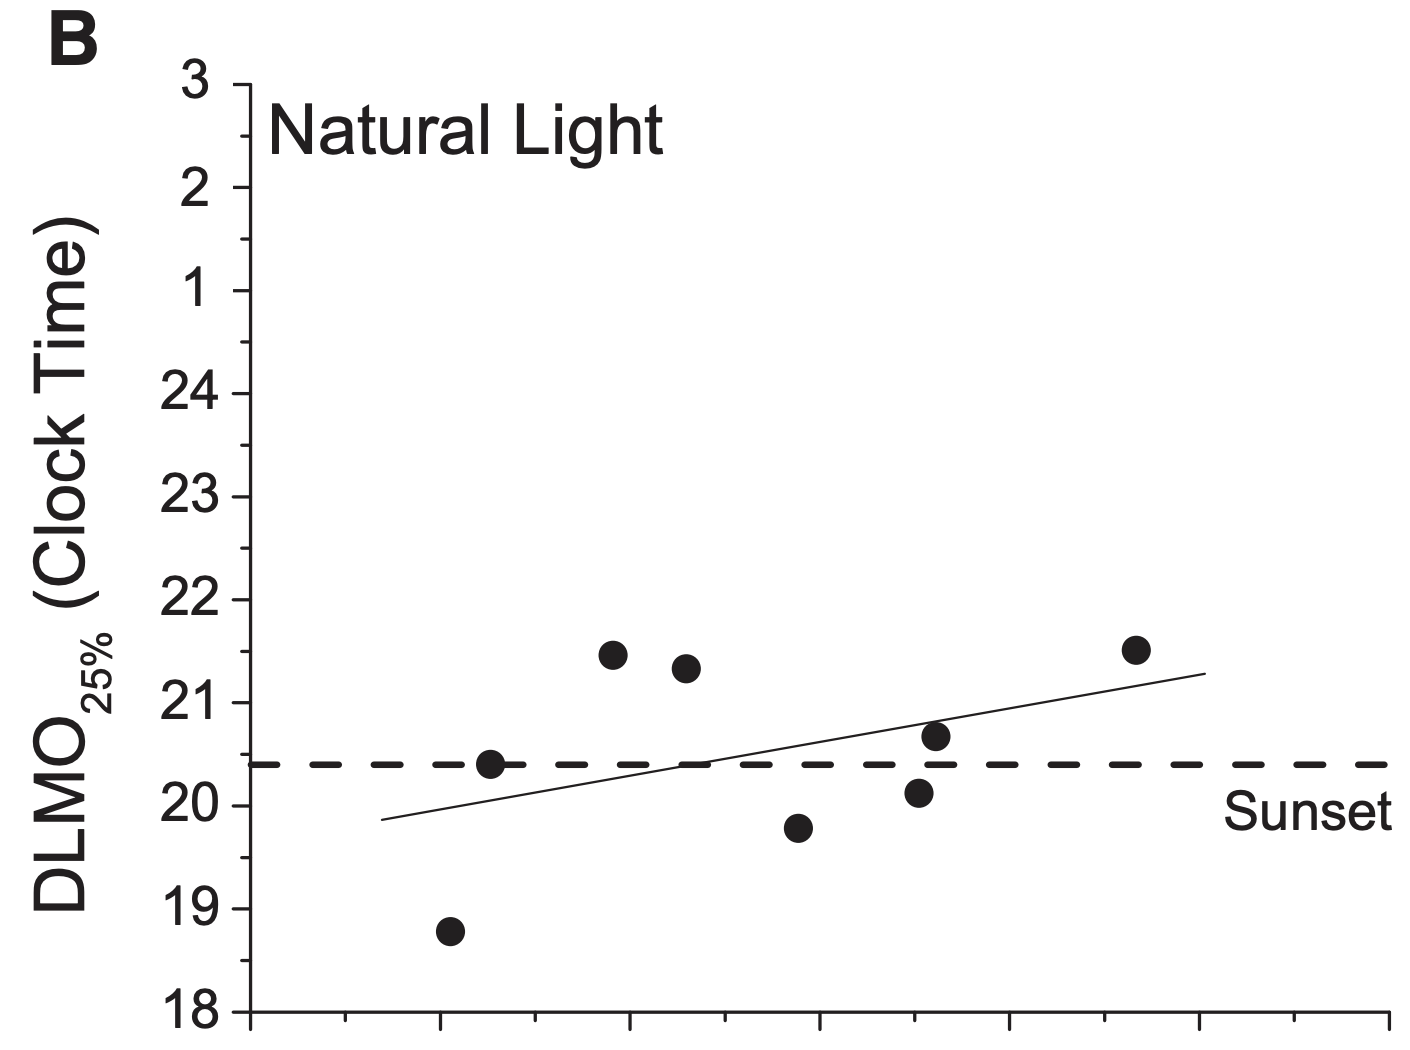 B
Natural Light
3
2
1
24
23
22
21
20
19
18
DLMO25% (Clock Time)
Sunset